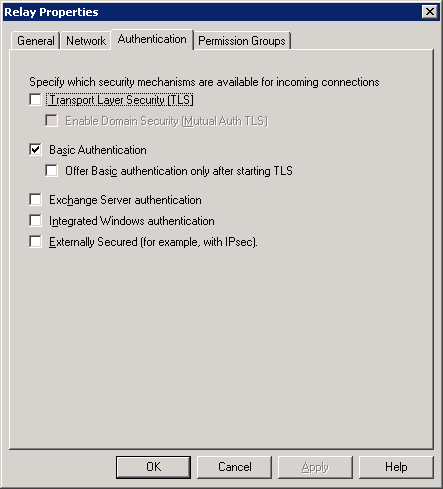 Relay Properties
General Network Authentication Permission Groups
Specify which security mechanisms are available for incoming connections
Transport Layer Security (TLS)
Enable Domain Security (Mutual Auth TLS)
Basic Authentication
Offer Basic authentication only after starting TLS
Exchange Server authentication
Integrated Windows authentication
Externally Secured (for example, with IPsec).
OK Cancel Apply Help